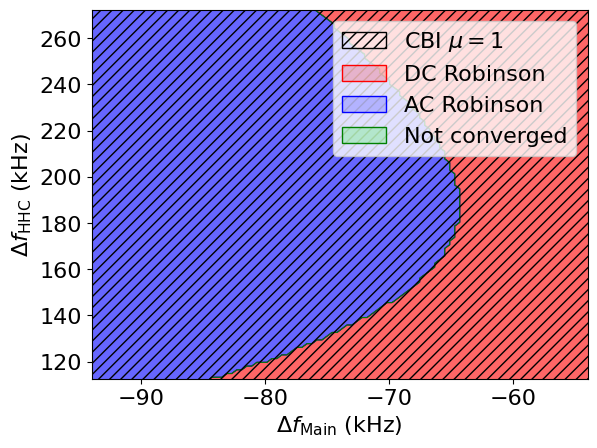 260
240
220
200
180
160
140
120
Δf_HHC (kHz)
CBI μ = 1
DC Robinson
AC Robinson
Not converged
−90
−80
−70
−60
Δf_Main (kHz)